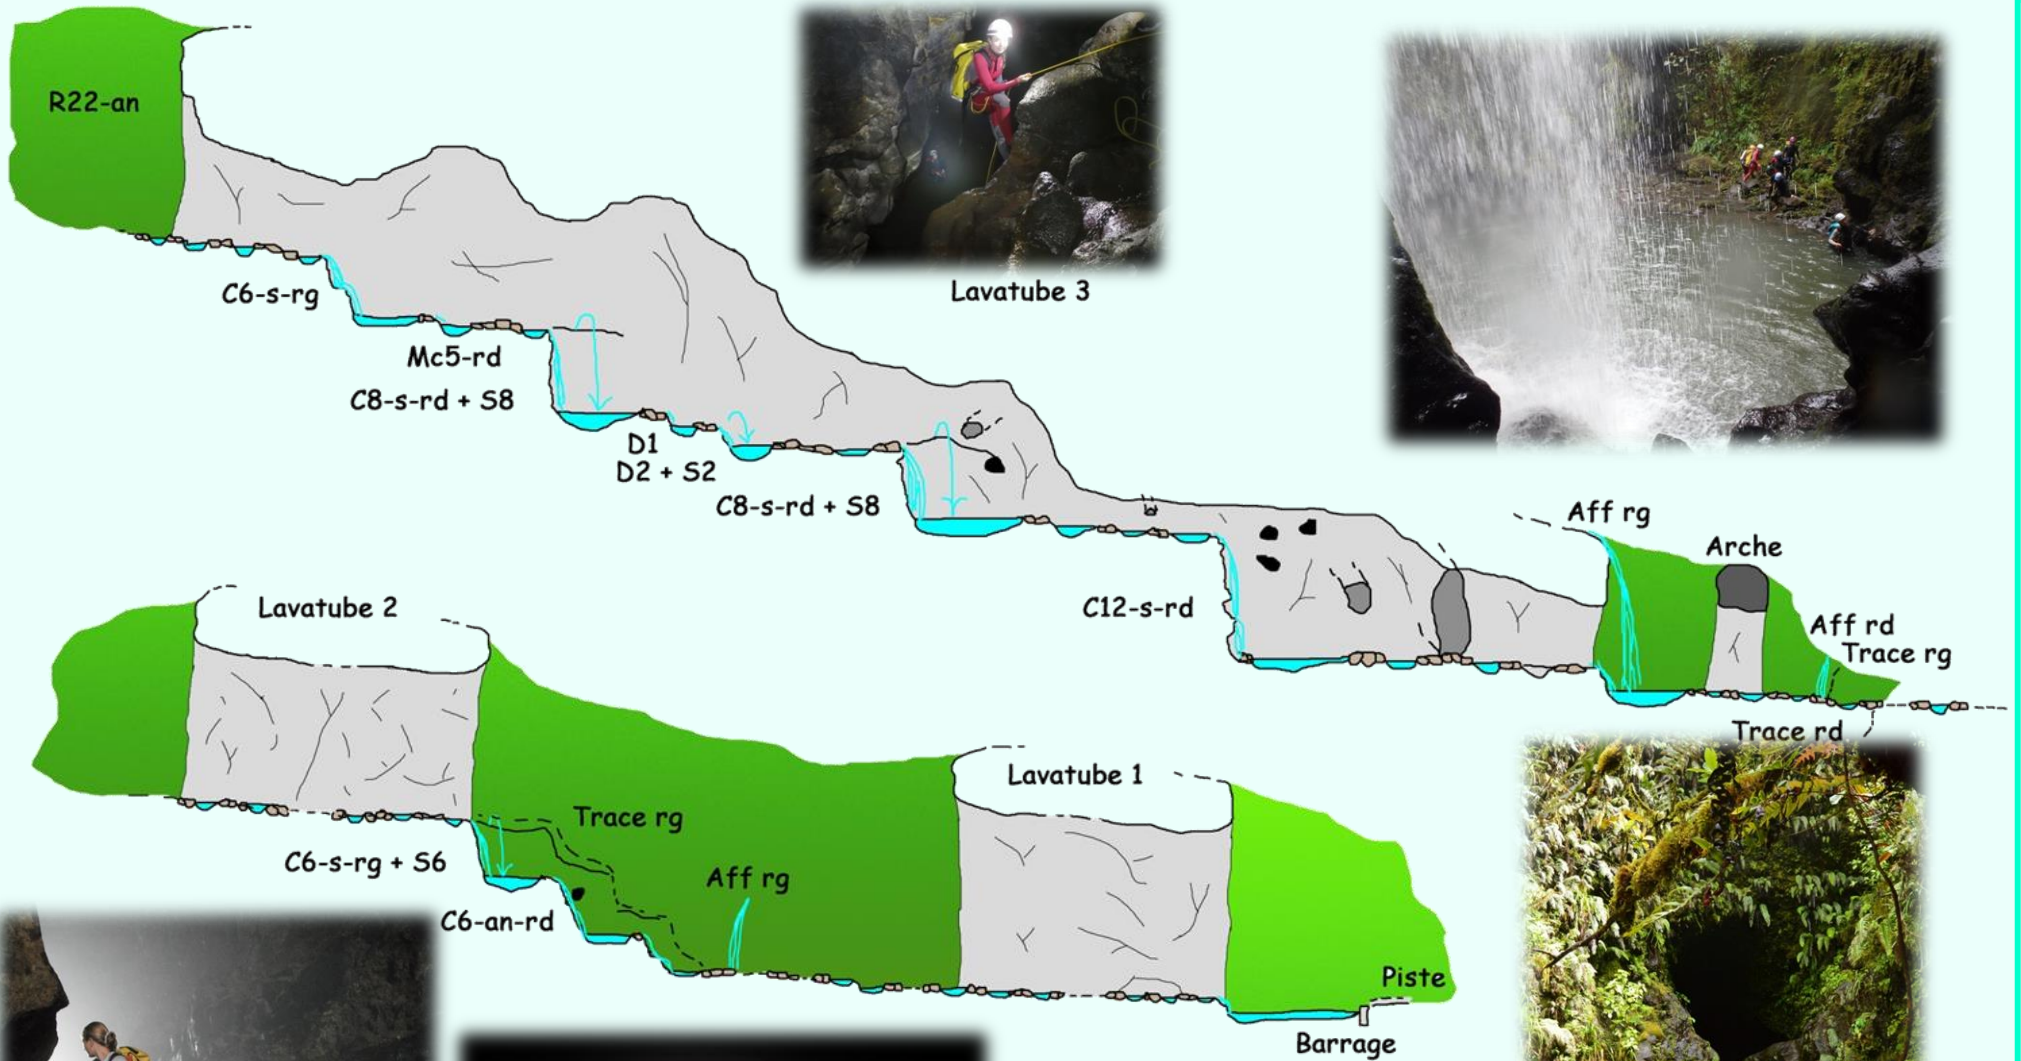 R22-an
C6-s-rg
Mc5-rd
C8-s-rd + S8
D1
D2 + S2
C8-s-rd + S8
C12-s-rd
Lavatube 3
Aff rg
Arche
Aff rd
Trace rg
Trace rd
Lavatube 2
C6-s-rg + S6
C6-an-rd
Trace rg
Aff rg
Lavatube 1
Piste
Barrage